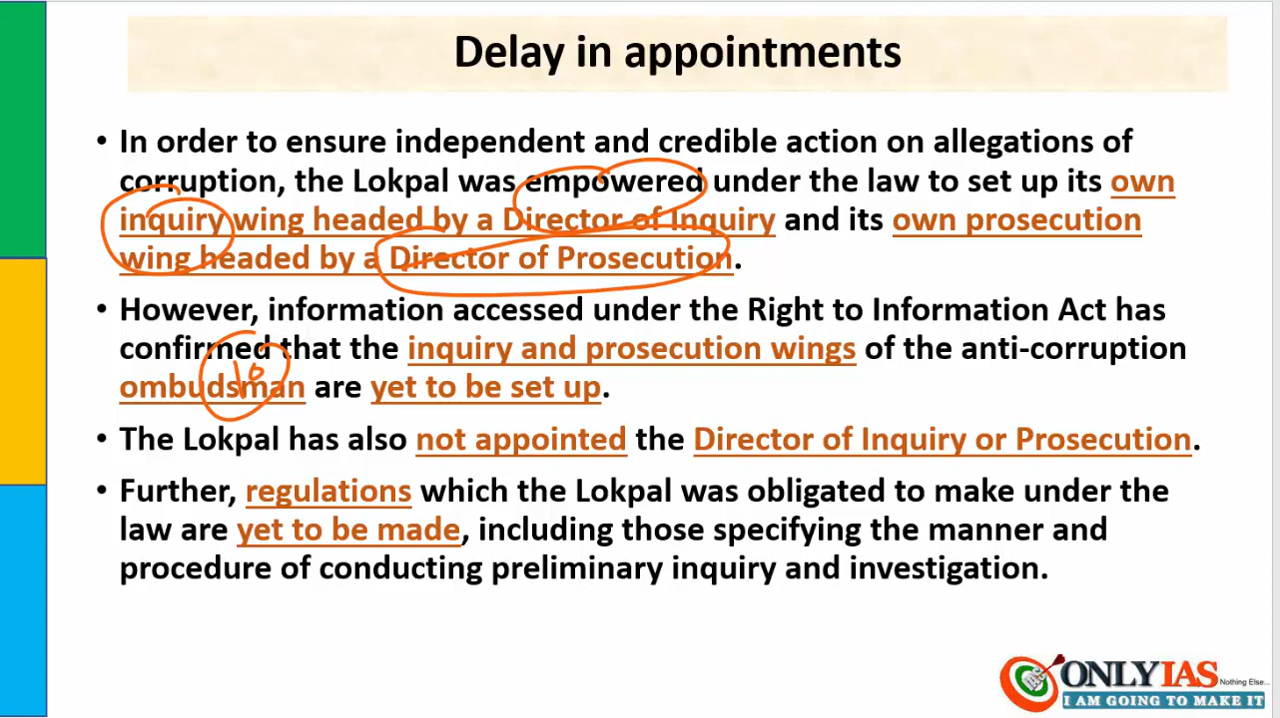 Delay in appointments
• In order to ensure independent and credible action on allegations of
corruption, the Lokpal was empowered under the law to set up its own
inquiry wing headed by a Director of Inquiry and its own prosecution
wing headed by a Director of Prosecution.
• However, information accessed under the Right to Information Act has
confirmed that the inquiry and prosecution wings of the anti-corruption
ombudsman are yet to be set up.
10
• The Lokpal has also not appointed the Director of Inquiry or Prosecution.
• Further, regulations which the Lokpal was obligated to make under the
law are yet to be made, including those specifying the manner and
procedure of conducting preliminary inquiry and investigation.
ONLYIAS Nothing Else...
I AM GOING TO MAKE IT